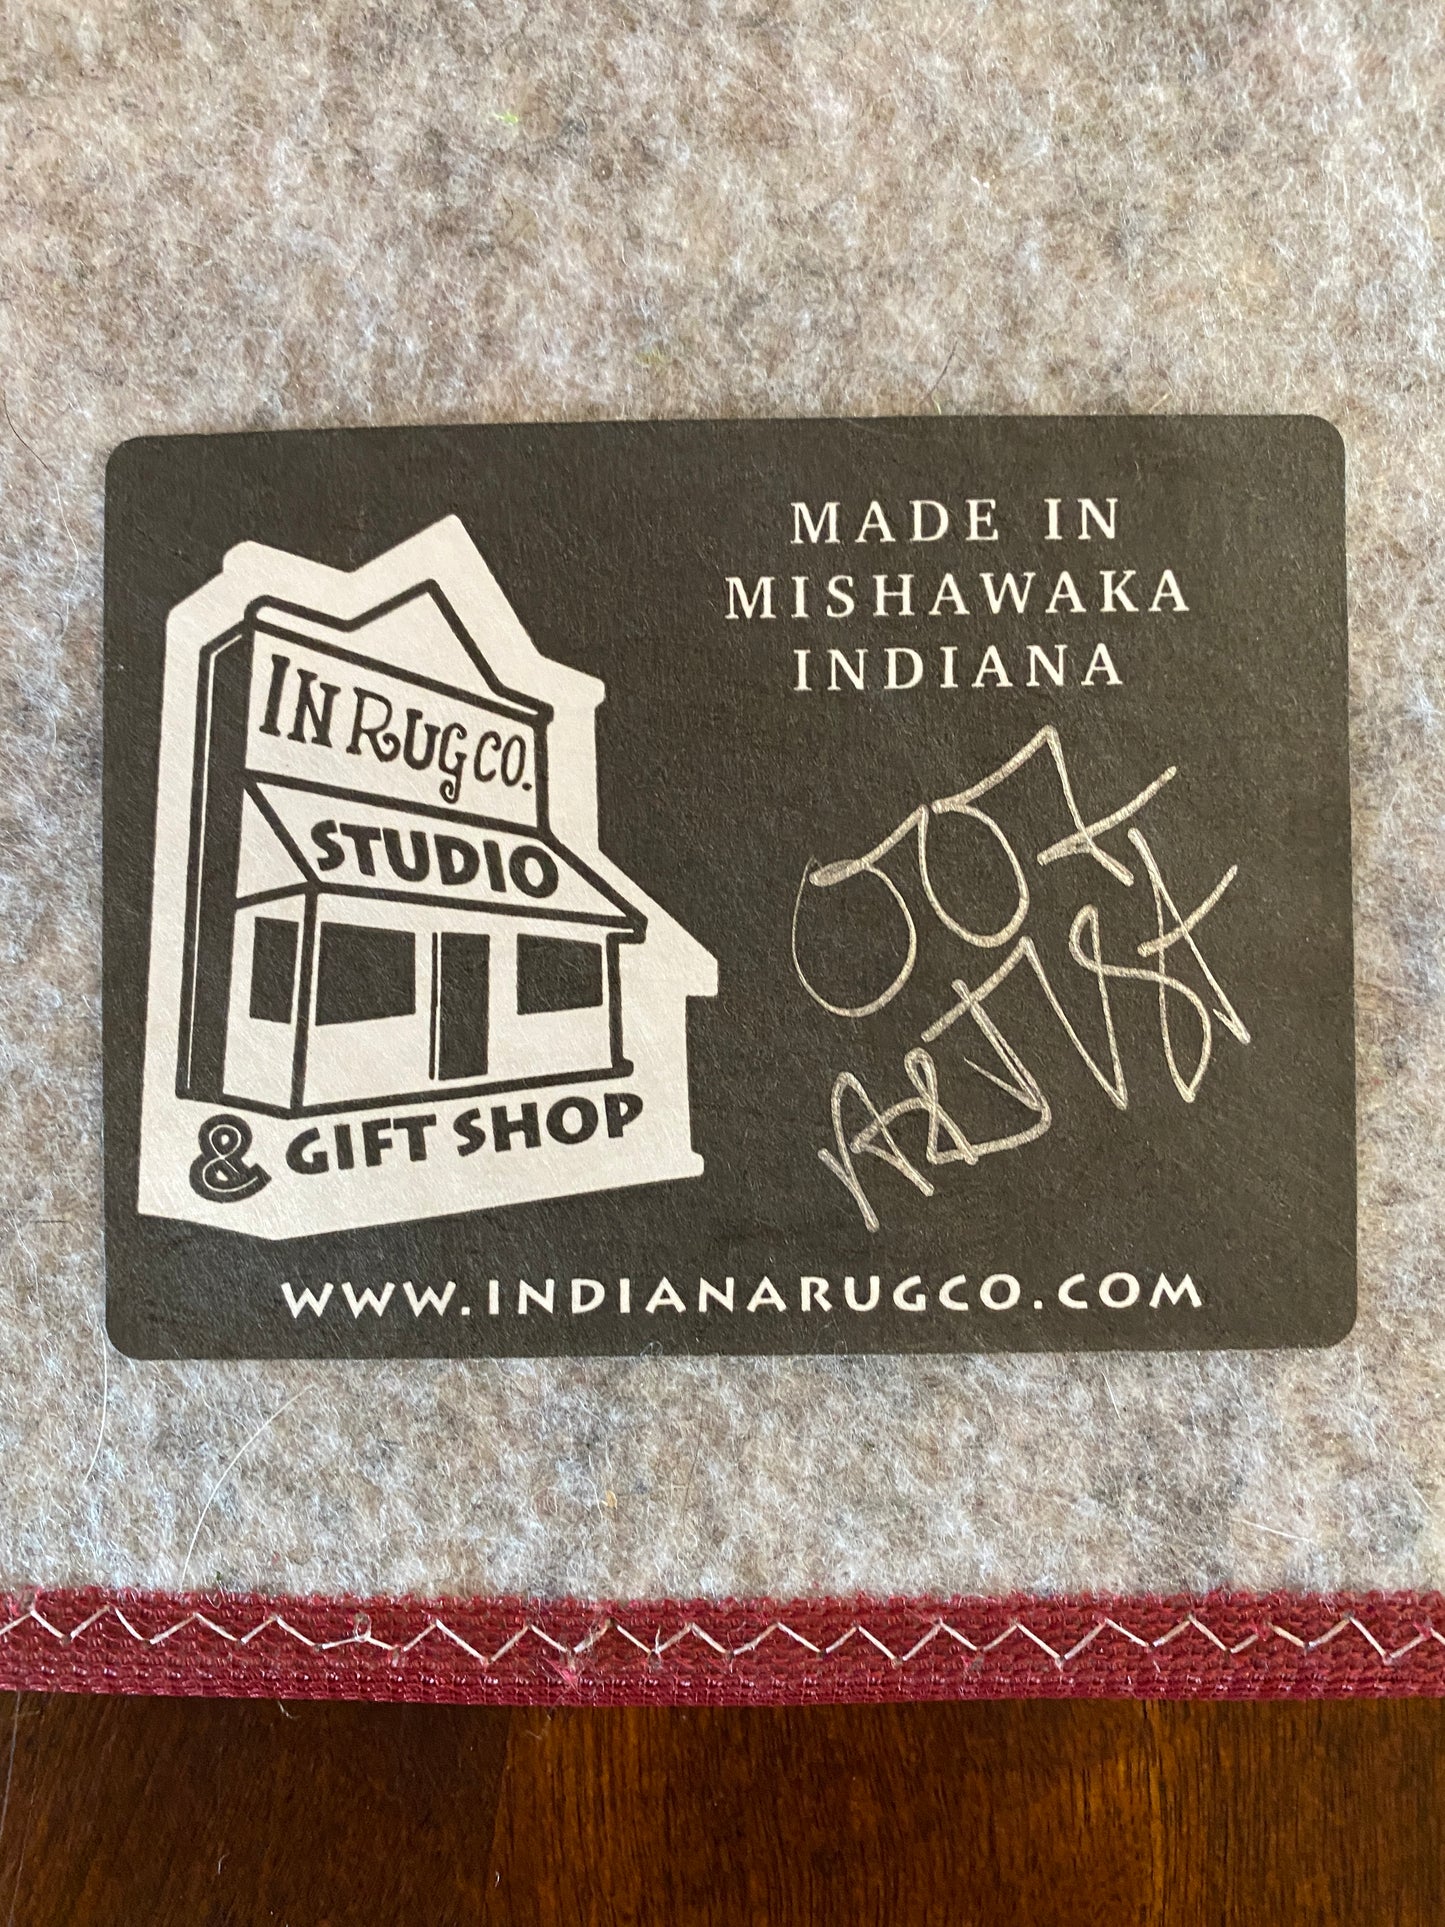 MADE IN
MISHAWAKA
INDIANA
IN RUG CO.
STUDIO
& GIFT SHOP
ARTIST
WWW.INDIANARUGCO.COM